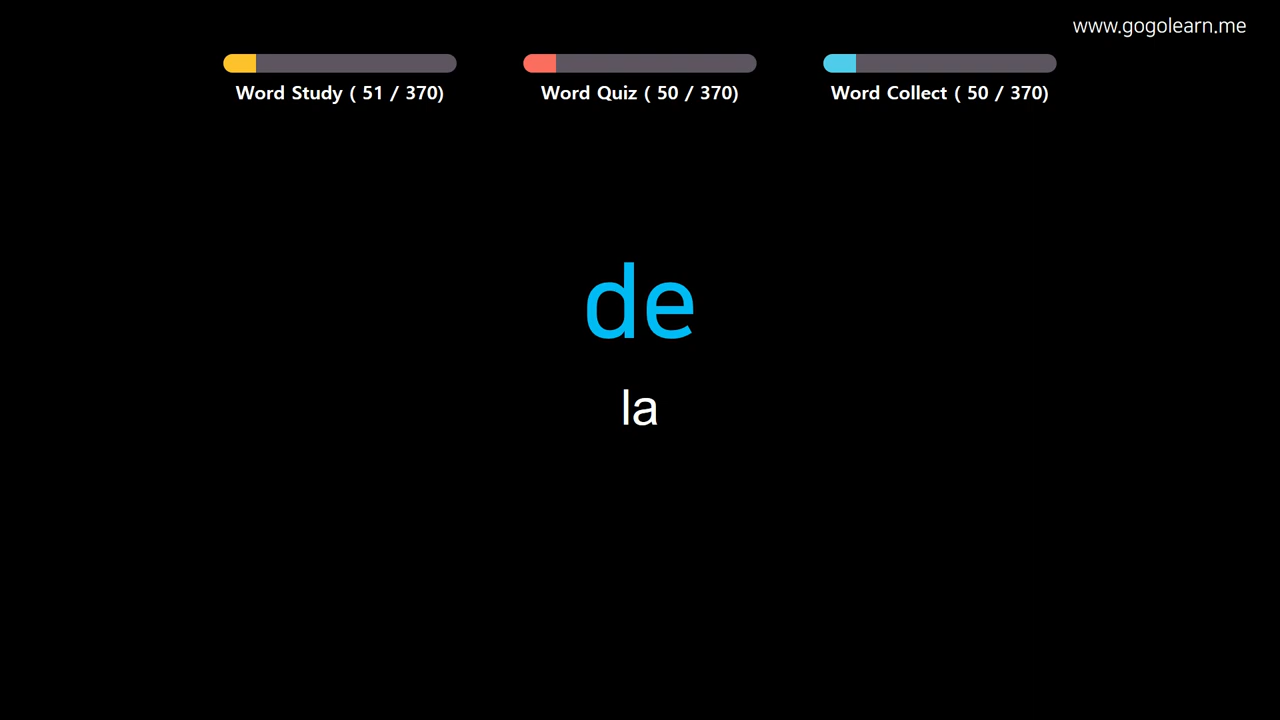 www.gogolearn.me
Word Study ( 51 / 370)
Word Quiz ( 50 / 370)
Word Collect ( 50 / 370)
de
la